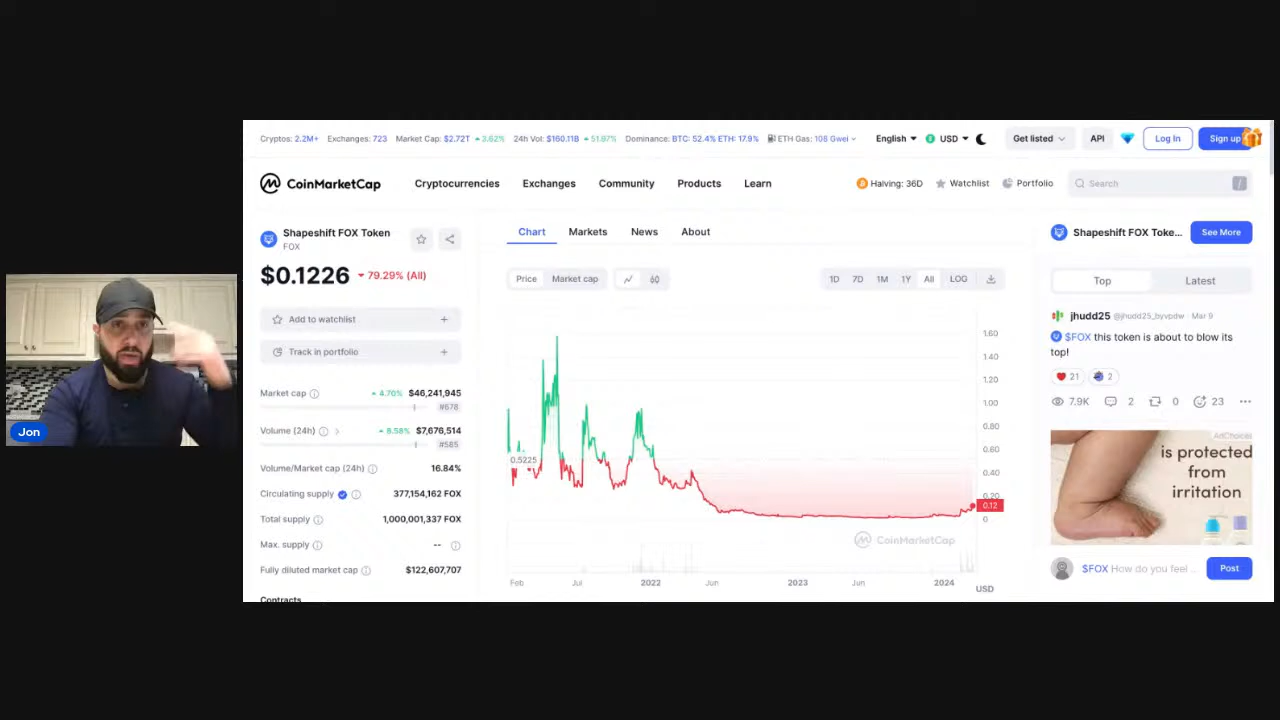 Cryptos: 2.2M+ Exchanges: 723 Market Cap: $2.72T 3.62% 24h Vol: $160.11B 51.87% Dominance: BTC: 52.4% ETH: 17.9% ETH Gas: 108 Gwei English USD Get listed API Log In Sign up
CoinMarketCap Cryptocurrencies Exchanges Community Products Learn Halving: 36D Watchlist Portfolio Search /
Shapeshift FOX Token
FOX
$0.1226 79.29% (All)
Add to watchlist +
Track in portfolio +
Market cap 4.70% $46,241,945
#678
Volume (24h) 8.58% $7,676,514
#585
Volume/Market cap (24h) 16.84%
Circulating supply 377,154,162 FOX
Total supply 1,000,001,337 FOX
Max. supply --
Fully diluted market cap $122,607,707
Contracts
Chart Markets News About
Price Market cap 1D 7D 1M 1Y All LOG
1.60
1.40
1.20
1.00
0.80
0.60
0.5225
0.40
0.20
0.12
0
CoinMarketCap
Feb Jul 2022 Jun 2023 Jun 2024
USD
Shapeshift FOX Toke... See More
Top Latest
jhudd25 @jhudd25_byvpdw · Mar 9
$FOX this token is about to blow its
top!
21 2
7.9K 2 0 23
AdChoices
is protected
from
irritation
$FOX How do you feel ... Post
Jon